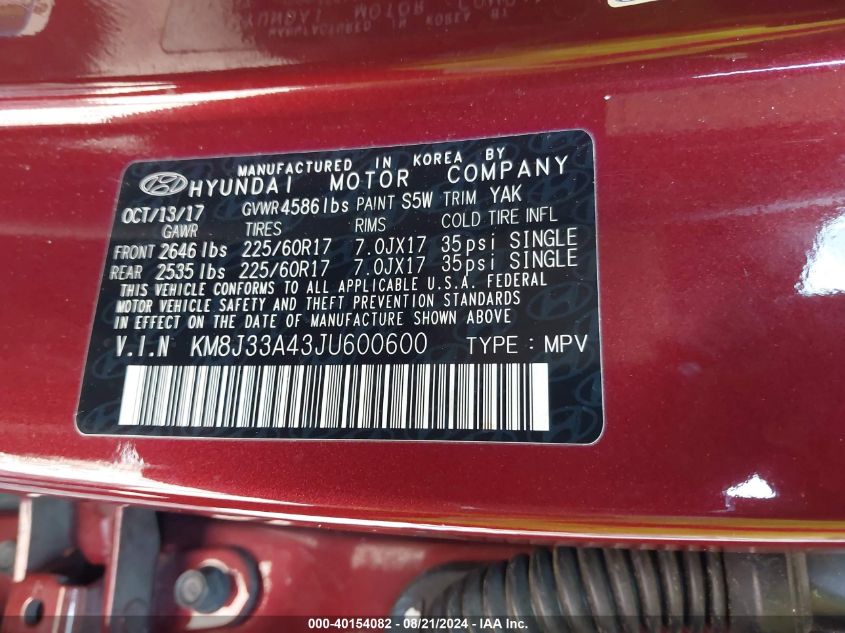 MANUFACTURED IN KOREA BY
HYUNDAI MOTOR COMPANY
OCT/13/17 GVWR 4586 lbs PAINT S5W TRIM YAK
GAWR TIRES RIMS COLD TIRE INFL
FRONT 2646 lbs 225/60R17 7.0JX17 35psi SINGLE
REAR 2535 lbs 225/60R17 7.0JX17 35psi SINGLE
THIS VEHICLE CONFORMS TO ALL APPLICABLE U.S.A. FEDERAL
MOTOR VEHICLE SAFETY AND THEFT PREVENTION STANDARDS
IN EFFECT ON THE DATE OF MANUFACTURE SHOWN ABOVE
V.I.N KM8J33A43JU600600 TYPE : MPV
000-40154082 - 08/21/2024 - IAA Inc.